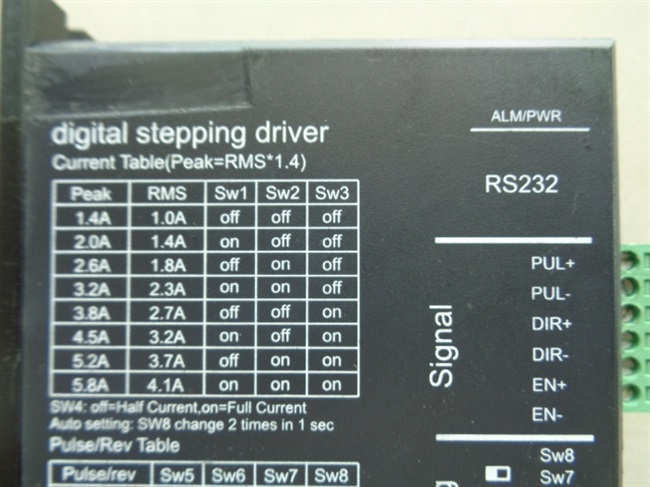 digital stepping driver
Current Table(Peak=RMS*1.4)
Peak RMS Sw1 Sw2 Sw3
1.4A 1.0A off off off
2.0A 1.4A on off off
2.6A 1.8A off on off
3.2A 2.3A on on off
3.8A 2.7A off off on
4.5A 3.2A on off on
5.2A 3.7A off on on
5.8A 4.1A on on on
SW4: off=Half Current,on=Full Current
Auto setting: SW8 change 2 times in 1 sec
Pulse/Rev Table
Pulse/rev Sw5 Sw6 Sw7 Sw8
ALM/PWR
RS232
Signal
PUL+
PUL-
DIR+
DIR-
EN+
EN-
Sw8
Sw7